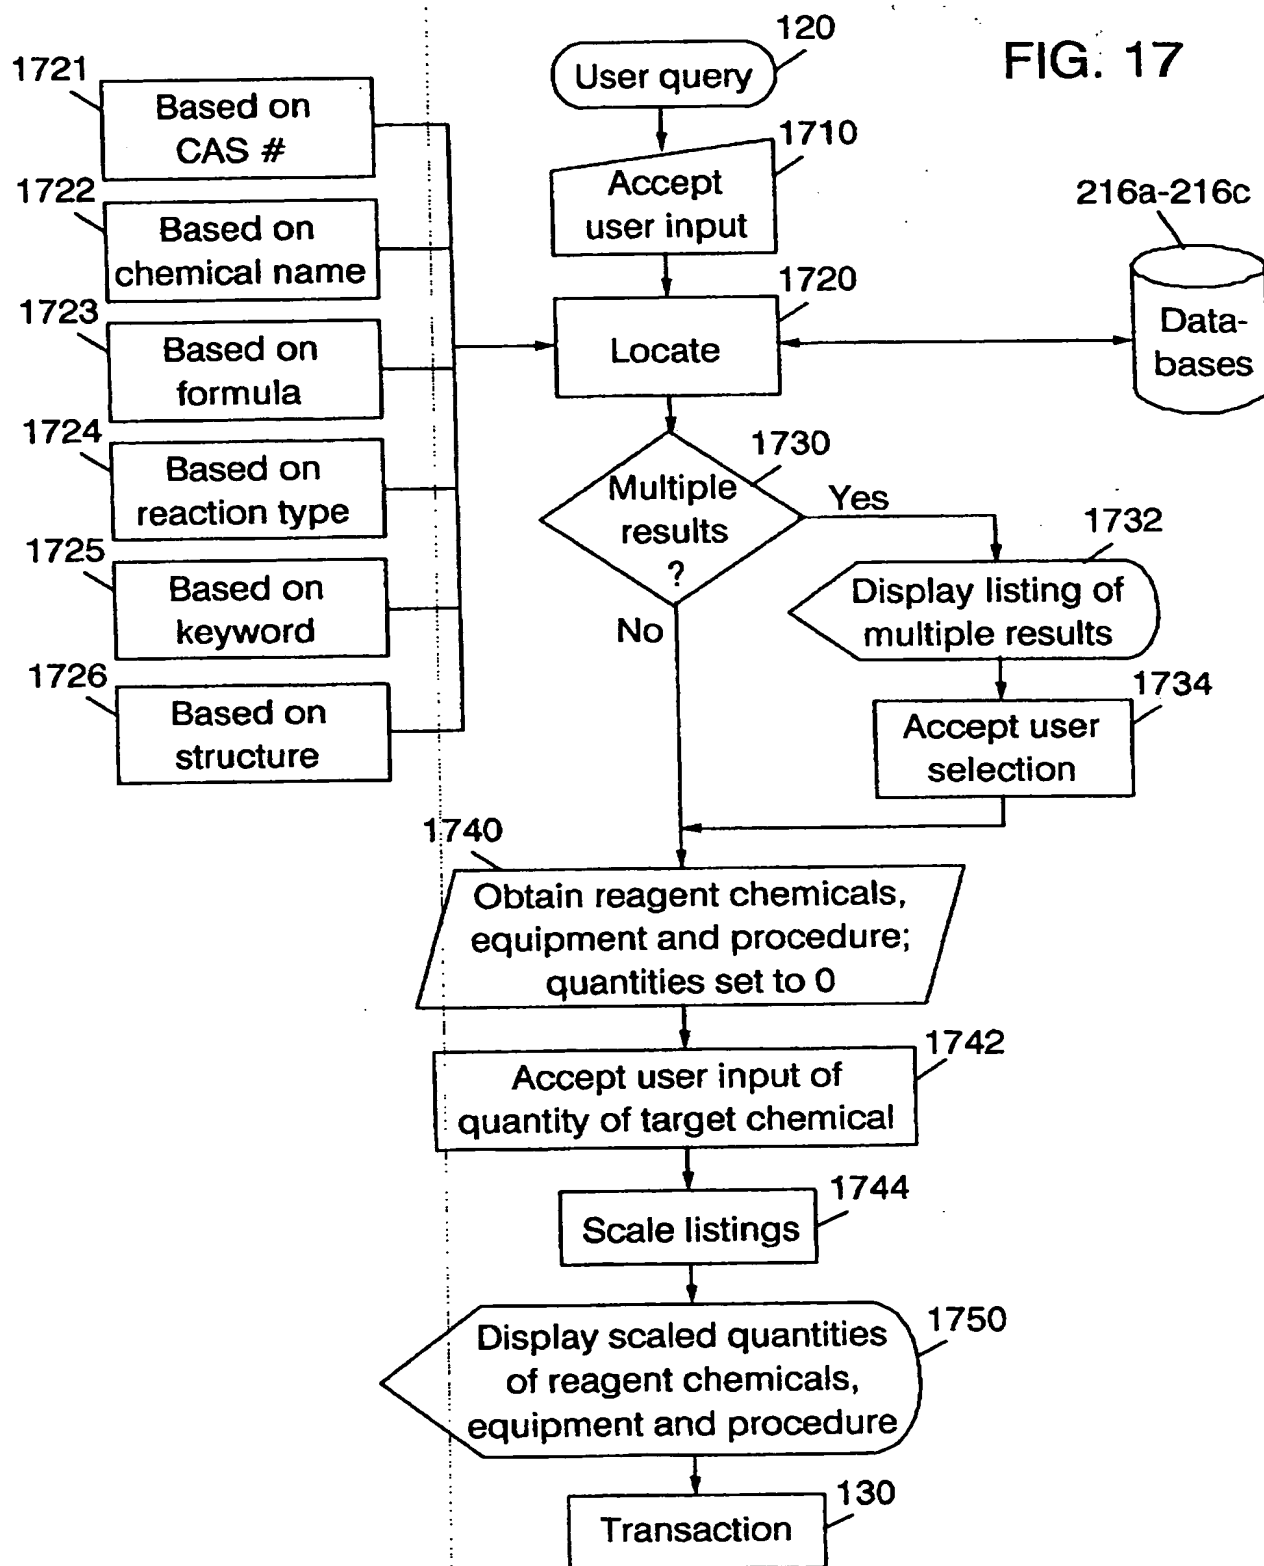 FIG. 17
120
User query
1710
Accept
user input
1721
Based on
CAS #
1722
Based on
chemical name
1723
Based on
formula
1724
Based on
reaction type
1725
Based on
keyword
1726
Based on
structure
1720
Locate
216a-216c
Data-
bases
1730
Multiple
results
?
Yes
No
1732
Display listing of
multiple results
1734
Accept user
selection
1740
Obtain reagent chemicals,
equipment and procedure;
quantities set to 0
1742
Accept user input of
quantity of target chemical
1744
Scale listings
1750
Display scaled quantities
of reagent chemicals,
equipment and procedure
130
Transaction